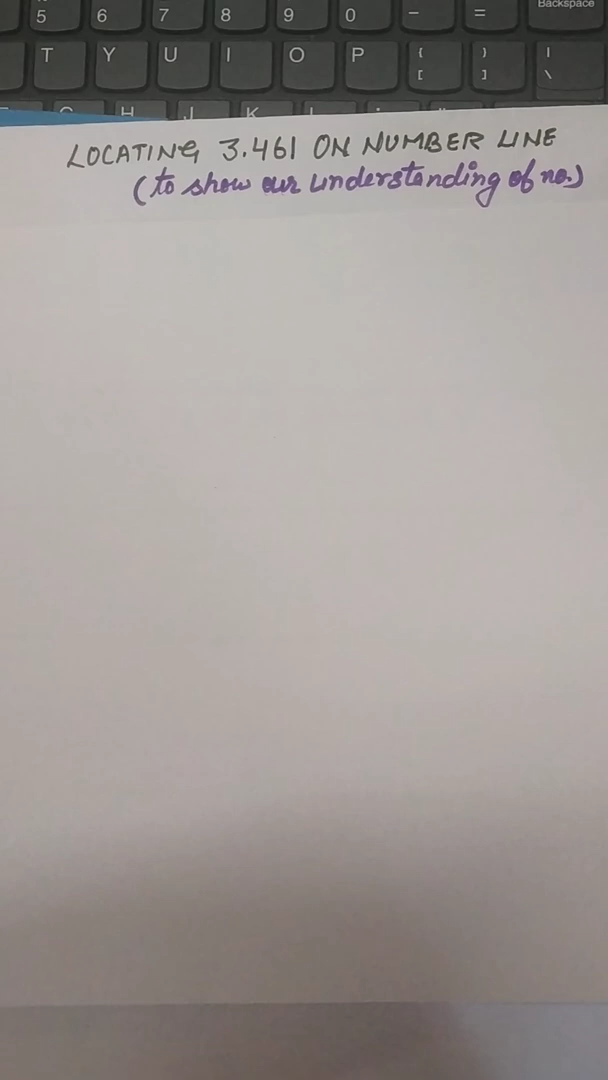 Backspace
5 6 7 8 9 0 - =
T Y U I O P { [ } ] | \
G H J K L : "
LOCATING 3.461 ON NUMBER LINE
(to show our understanding of no.)